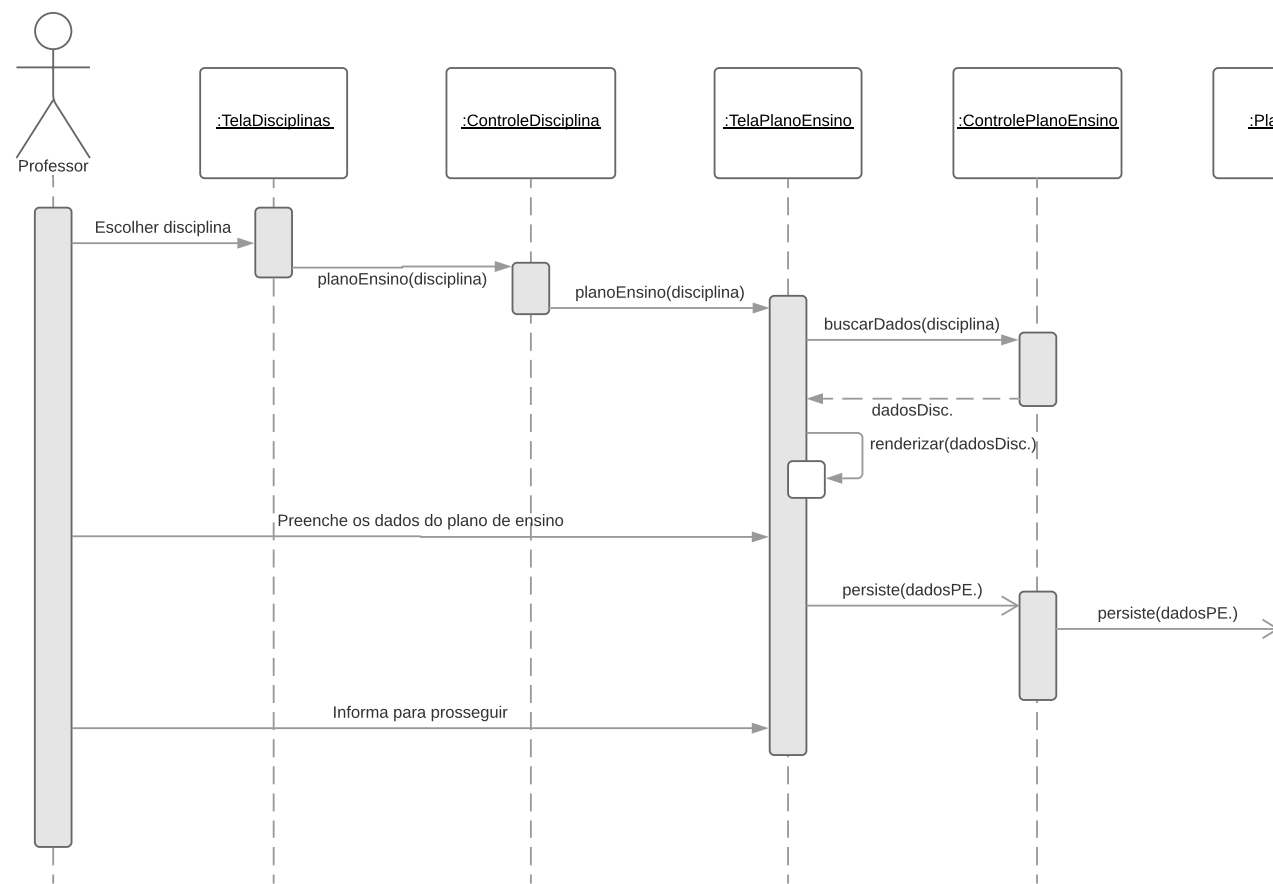 Professor
:TelaDisciplinas
:ControleDisciplina
:TelaPlanoEnsino
:ControlePlanoEnsino
Escolher disciplina
planoEnsino(disciplina)
planoEnsino(disciplina)
buscarDados(disciplina)
dadosDisc.
renderizar(dadosDisc.)
Preenche os dados do plano de ensino
persiste(dadosPE.)
persiste(dadosPE.)
Informa para prosseguir